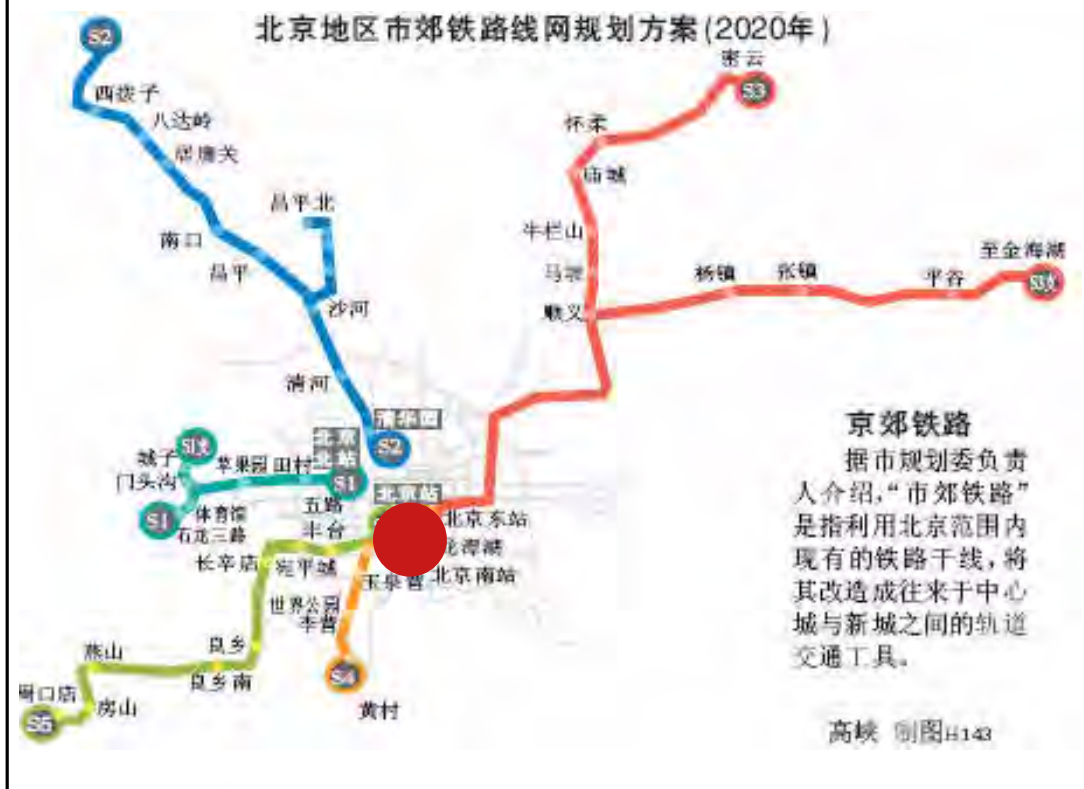 北京地区市郊铁路线网规划方案(2020年)
S2
密云
S3
西拨子
八达岭
居庸关
怀柔
庙城
昌平北
牛栏山
南口
昌平
马坡
杨镇
张镇
平谷
至金海湖
沙河
顺义
清河
清华园
S2
北京
北站
城子
门头沟
苹果园
田村
S1
S1
北京站
五路
体育馆
石龙三路
丰台
北京东站
龙潭湖
长辛店
宛平城
北京南站
世界公园
李营
良乡
燕山
良乡南
S4
黄村
周口店
房山
S5
京郊铁路
据市规划委负责
人介绍,“市郊铁路”
是指利用北京范围内
现有的铁路干线,将
其改造成往来于中心
城与新城之间的轨道
交通工具。
高峡 制图H143